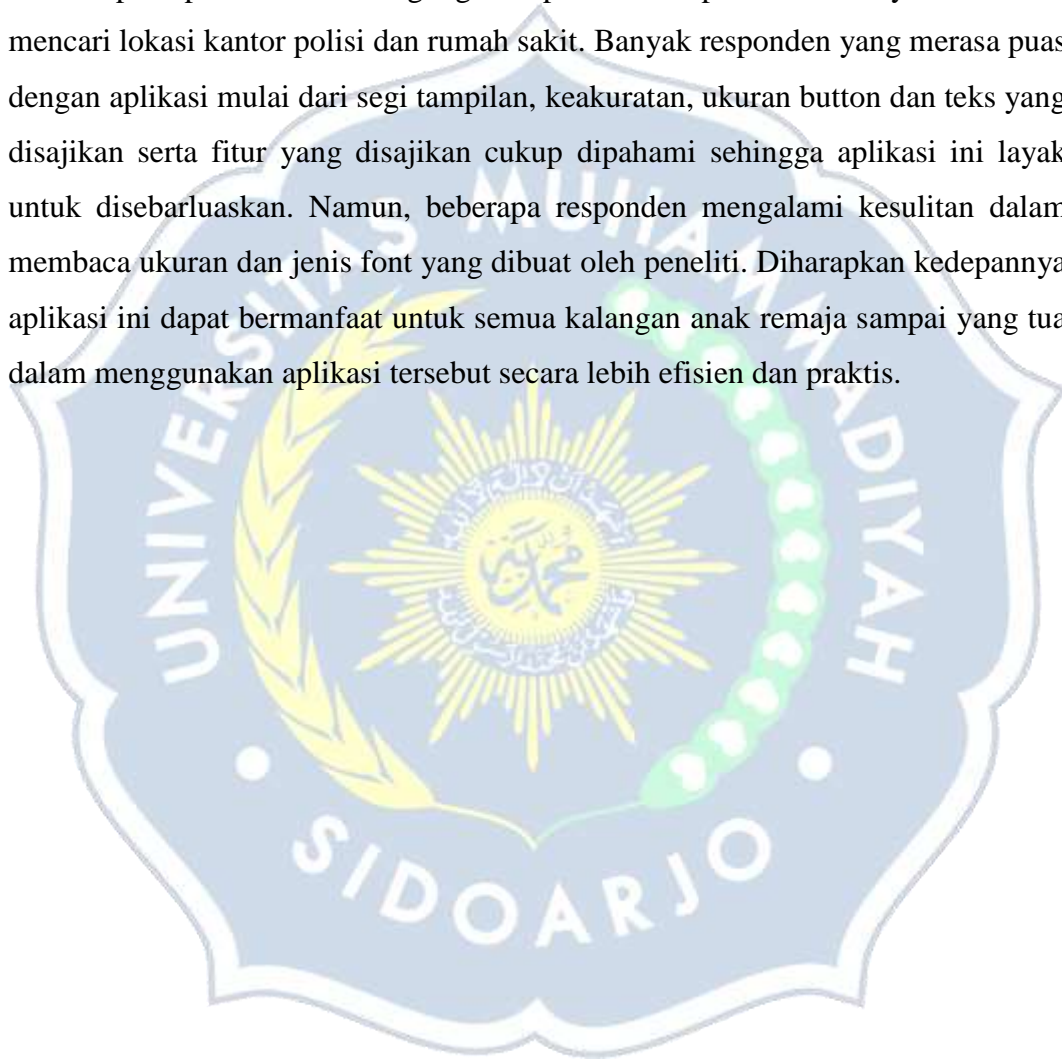 mencari lokasi kantor polisi dan rumah sakit. Banyak responden yang merasa puas
dengan aplikasi mulai dari segi tampilan, keakuratan, ukuran button dan teks yang
disajikan serta fitur yang disajikan cukup dipahami sehingga aplikasi ini layak
untuk disebarluaskan. Namun, beberapa responden mengalami kesulitan dalam
membaca ukuran dan jenis font yang dibuat oleh peneliti. Diharapkan kedepannya
aplikasi ini dapat bermanfaat untuk semua kalangan anak remaja sampai yang tua
dalam menggunakan aplikasi tersebut secara lebih efisien dan praktis.
UNIVERSITAS MUHAMMADIYAH
SIDOARJO